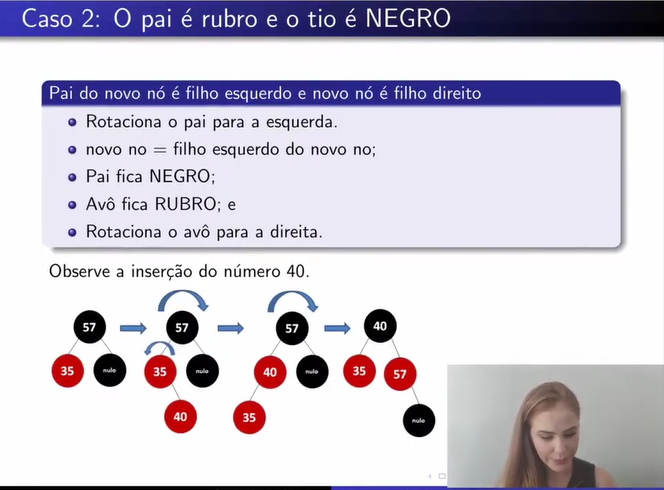 Caso 2: O pai é rubro e o tio é NEGRO
Pai do novo nó é filho esquerdo e novo nó é filho direito
Rotaciona o pai para a esquerda.
novo no = filho esquerdo do novo no;
Pai fica NEGRO;
Avô fica RUBRO; e
Rotaciona o avô para a direita.
Observe a inserção do número 40.
57 57 57 40
35 nulo 35 nulo 40 nulo 35 57
40 35 nulo